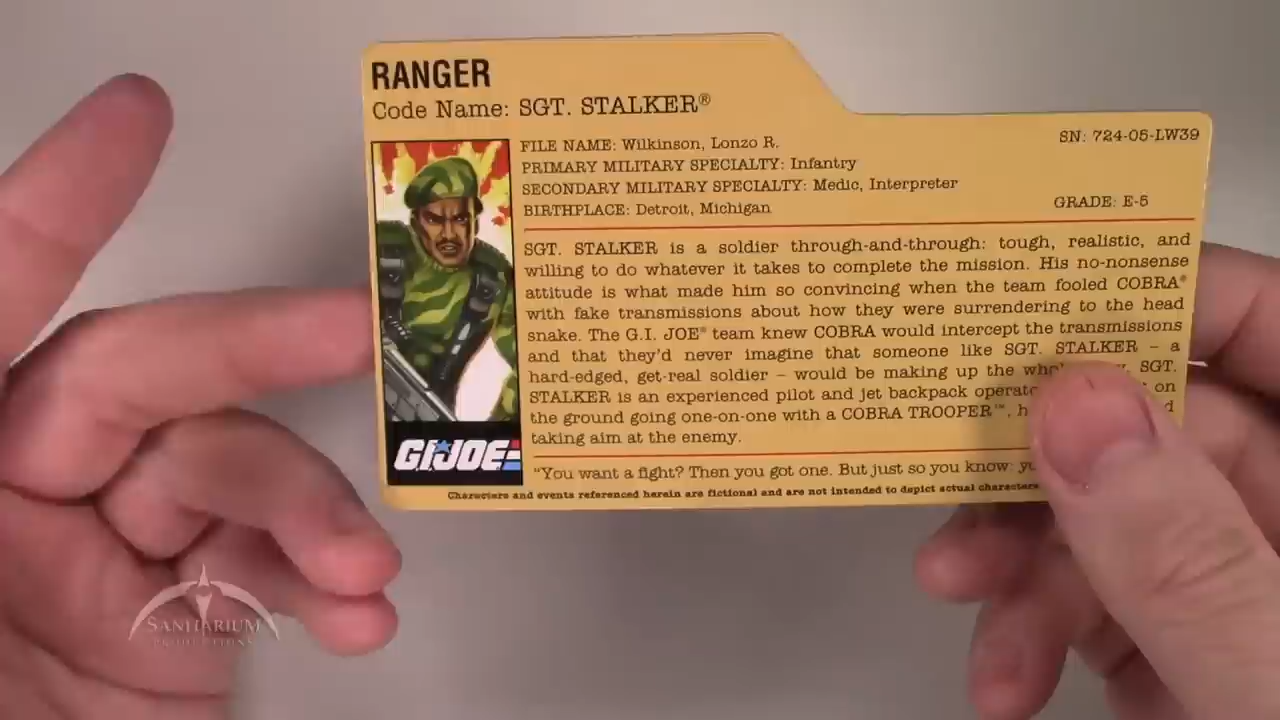 RANGER
Code Name: SGT. STALKER®
FILE NAME: Wilkinson, Lonzo R.
SN: 724-05-LW39
PRIMARY MILITARY SPECIALTY: Infantry
SECONDARY MILITARY SPECIALTY: Medic, Interpreter
BIRTHPLACE: Detroit, Michigan
GRADE: E-5
SGT. STALKER is a soldier through-and-through: tough, realistic, and
willing to do whatever it takes to complete the mission. His no-nonsense
attitude is what made him so convincing when the team fooled COBRA®
with fake transmissions about how they were surrendering to the head
snake. The G.I. JOE® team knew COBRA would intercept the transmissions
and that they'd never imagine that someone like SGT. STALKER – a
hard-edged, get-real soldier – would be making up the SGT.
STALKER is an experienced pilot and jet backpack on
the ground going one-on-one with a COBRA TROOPER™,
taking aim at the enemy.
"You want a fight? Then you got one. But just so you know:
Characters and events referenced herein are fictional and are not intended to depict actual
GI JOE
SANITARIUM
PRODUCTIONS